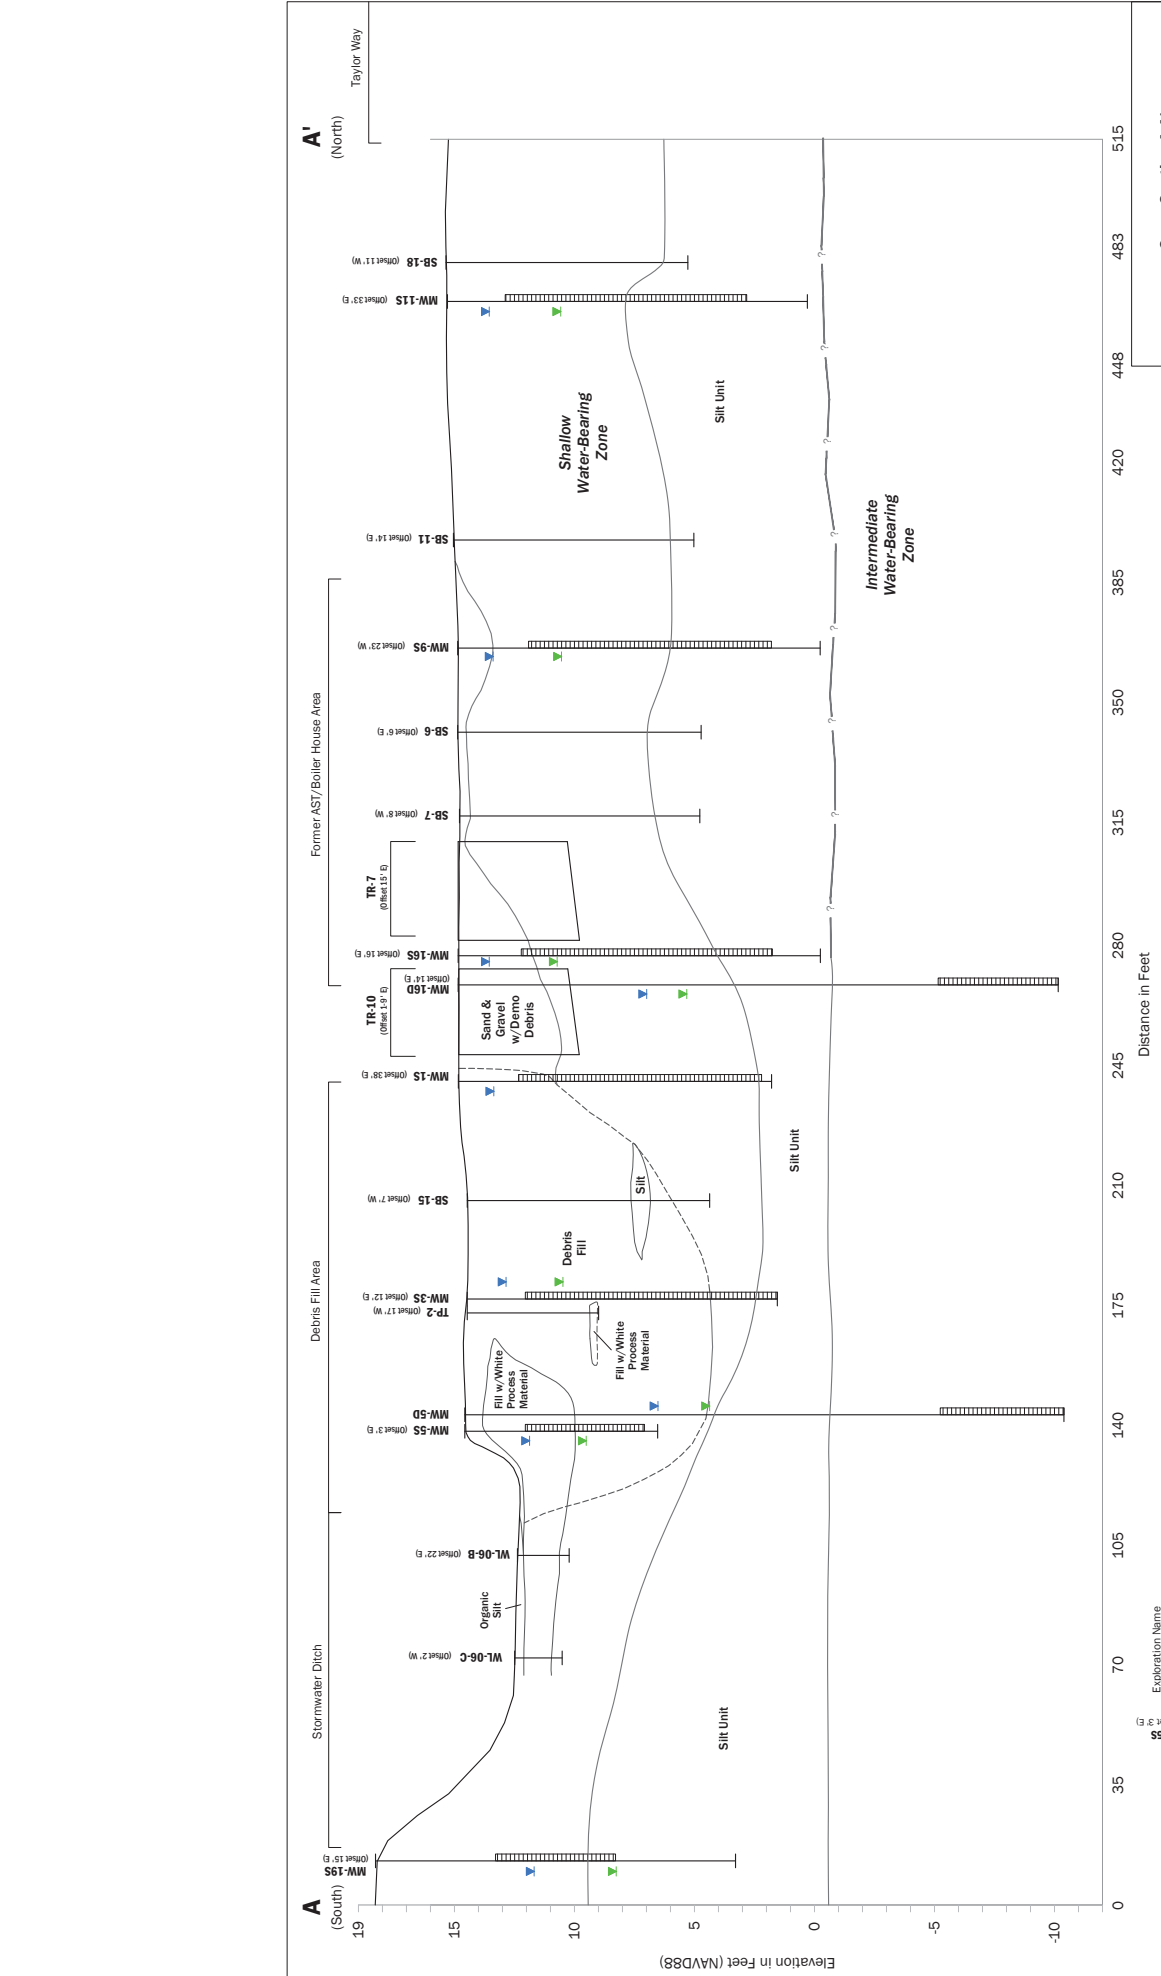 A
(South)
A'
(North)
Taylor Way
Stormwater Ditch
Debris Fill Area
Former AST/Boiler House Area
TR-10
(Offset 1-9' E)
TR-7
(Offset 15' E)
MW-19S
(Offset 15' E)
WL-06-C
(Offset 2' W)
WL-06-B
(Offset 22' E)
MW-5S
(Offset 3' E)
MW-5D
TP-2
(Offset 17' W)
MW-3S
(Offset 12' E)
SB-15
(Offset 7' W)
MW-1S
(Offset 38' E)
MW-16D
(Offset 14' E)
MW-16S
(Offset 16' E)
SB-7
(Offset 8' W)
SB-6
(Offset 6' E)
MW-9S
(Offset 23' W)
SB-11
(Offset 14' E)
MW-11S
(Offset 33' E)
SB-18
(Offset 11' W)
Organic
Silt
Fill w/White
Process
Material
Fill w/White
Process
Material
Debris
Fill
Silt
Sand &
Gravel
w/Demo
Debris
Shallow
Water-Bearing
Zone
Silt Unit
Silt Unit
Silt Unit
Intermediate
Water-Bearing
Zone
? ? ? ? ? ? ? ?
19
15
10
5
0
-5
-10
Elevation in Feet (NAVD88)
0 35 70 105 140 175 210 245 280 315 350 385 420 448 483 515
Distance in Feet
Exploration Name